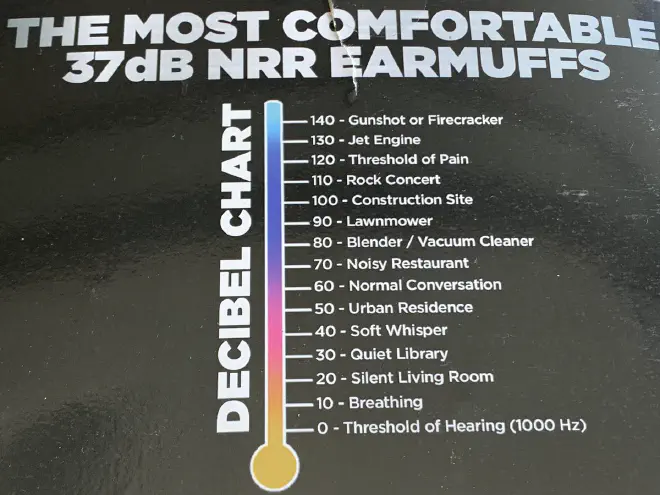 THE MOST COMFORTABLE
37dB NRR EARMUFFS
DECIBEL CHART
140 - Gunshot or Firecracker
130 - Jet Engine
120 - Threshold of Pain
110 - Rock Concert
100 - Construction Site
90 - Lawnmower
80 - Blender / Vacuum Cleaner
70 - Noisy Restaurant
60 - Normal Conversation
50 - Urban Residence
40 - Soft Whisper
30 - Quiet Library
20 - Silent Living Room
10 - Breathing
0 - Threshold of Hearing (1000 Hz)